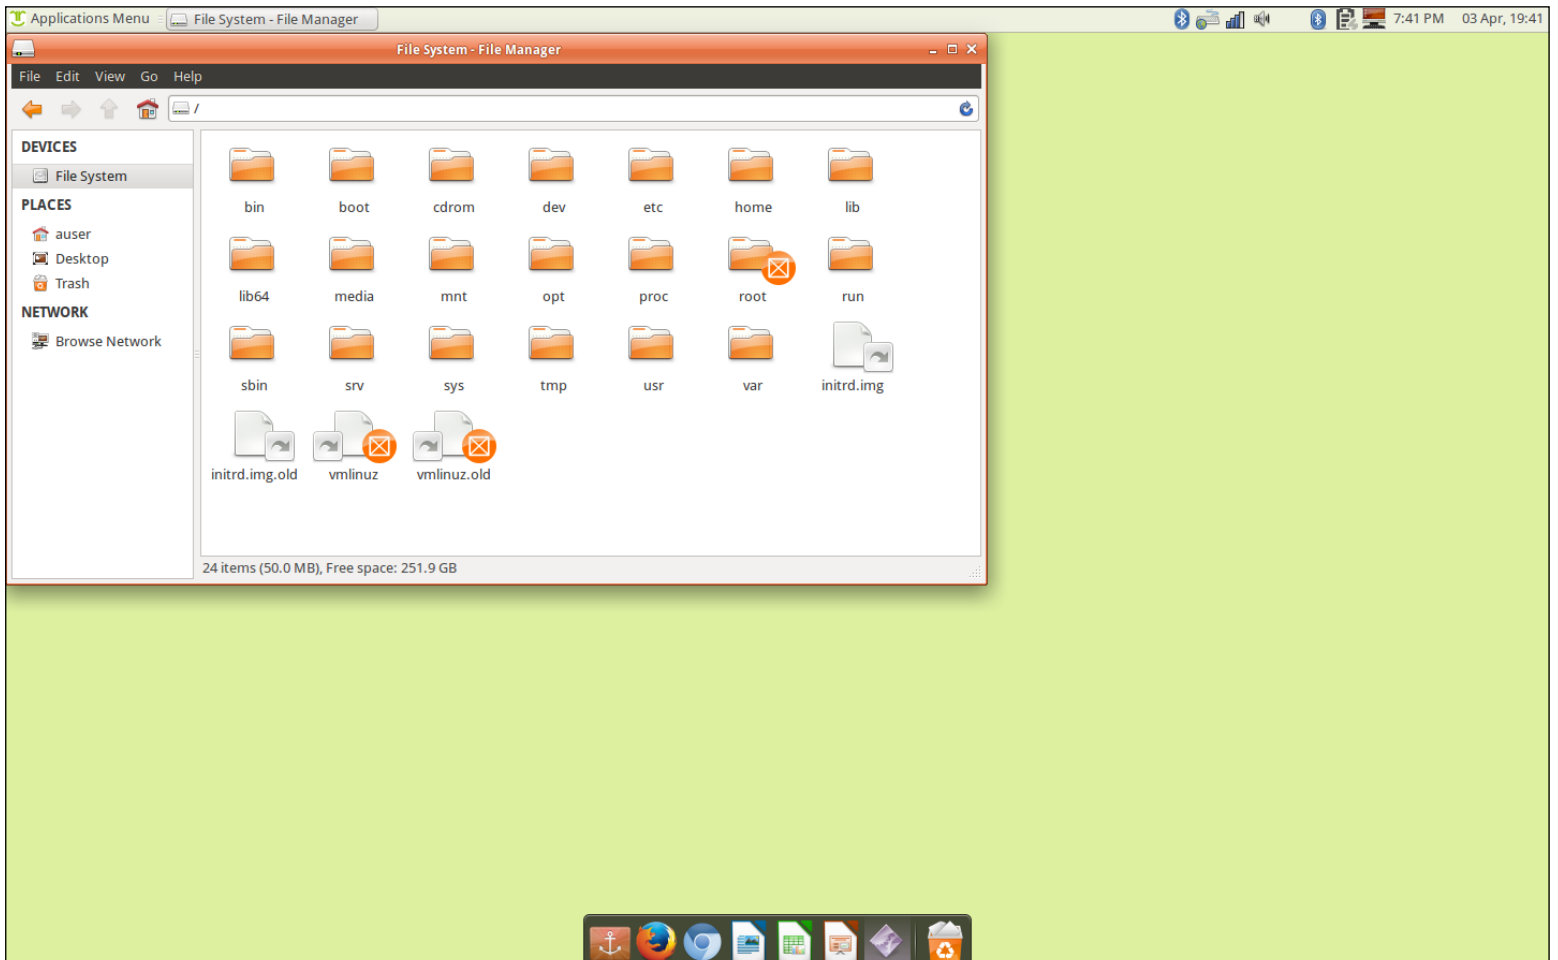 Applications Menu File System - File Manager 7:41 PM 03 Apr, 19:41
File System - File Manager
File Edit View Go Help
/
DEVICES
File System
PLACES
auser
Desktop
Trash
NETWORK
Browse Network
bin boot cdrom dev etc home lib
lib64 media mnt opt proc root run
sbin srv sys tmp usr var initrd.img
initrd.img.old vmlinuz vmlinuz.old
24 items (50.0 MB), Free space: 251.9 GB